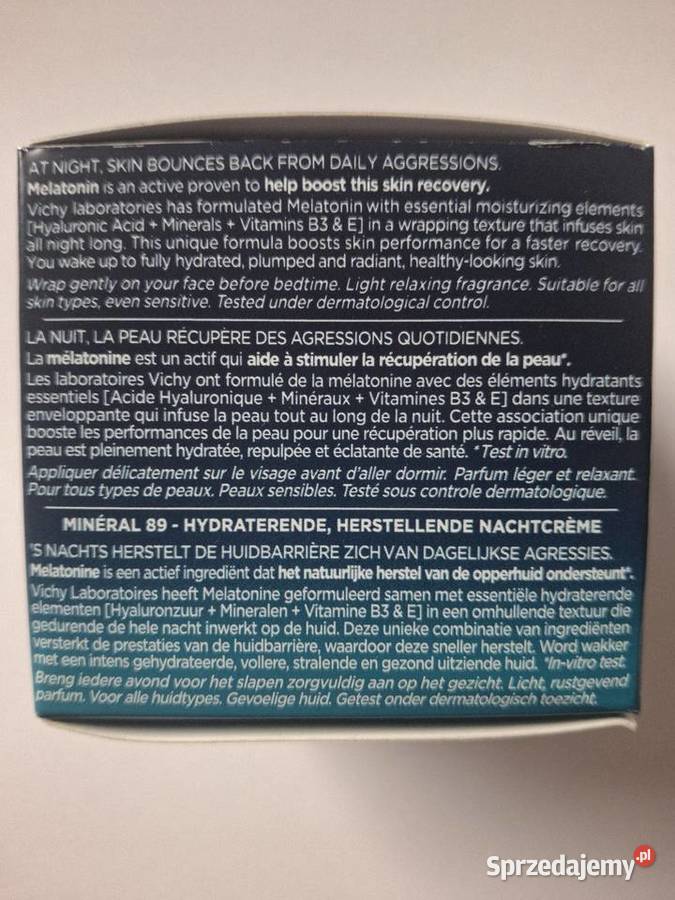 AT NIGHT, SKIN BOUNCES BACK FROM DAILY AGGRESSIONS.
Melatonin is an active proven to help boost this skin recovery.
Vichy laboratories has formulated Melatonin with essential moisturizing elements
[Hyaluronic Acid + Minerals + Vitamins B3 & E] in a wrapping texture that infuses skin
all night long. This unique formula boosts skin performance for a faster recovery.
You wake up to fully hydrated, plumped and radiant, healthy-looking skin.
Wrap gently on your face before bedtime. Light relaxing fragrance. Suitable for all
skin types, even sensitive. Tested under dermatological control.
LA NUIT, LA PEAU RÉCUPÈRE DES AGRESSIONS QUOTIDIENNES.
La mélatonine est un actif qui aide à stimuler la récupération de la peau*.
Les laboratoires Vichy ont formulé de la mélatonine avec des éléments hydratants
essentiels [Acide Hyaluronique + Minéraux + Vitamines B3 & E] dans une texture
enveloppante qui infuse la peau tout au long de la nuit. Cette association unique
booste les performances de la peau pour une récupération plus rapide. Au réveil, la
peau est pleinement hydratée, repulpée et éclatante de santé. *Test in vitro.
Appliquer délicatement sur le visage avant d'aller dormir. Parfum léger et relaxant.
Pour tous types de peaux. Peaux sensibles. Testé sous controle dermatologique.
MINÉRAL 89 - HYDRATERENDE, HERSTELLENDE NACHTCRÈME
'S NACHTS HERSTELT DE HUIDBARRIÈRE ZICH VAN DAGELIJKSE AGRESSIES.
Melatonine is een actief ingrediënt dat het natuurlijke herstel van de opperhuid ondersteunt*.
Vichy Laboratoires heeft Melatonine geformuleerd samen met essentiële hydraterende
elementen [Hyaluronzuur + Mineralen + Vitamine B3 & E] in een omhullende textuur die
gedurende de hele nacht inwerkt op de huid. Deze unieke combinatie van ingrediënten
versterkt de prestaties van de huidbarrière, waardoor deze sneller herstelt. Word wakker
met een intens gehydrateerde, vollere, stralende en gezond uitziende huid. *In-vitro test.
Breng iedere avond voor het slapen zorgvuldig aan op het gezicht. Licht, rustgevend
parfum. Voor alle huidtypes. Gevoelige huid. Getest onder dermatologisch toezicht.
Sprzedajemy.pl